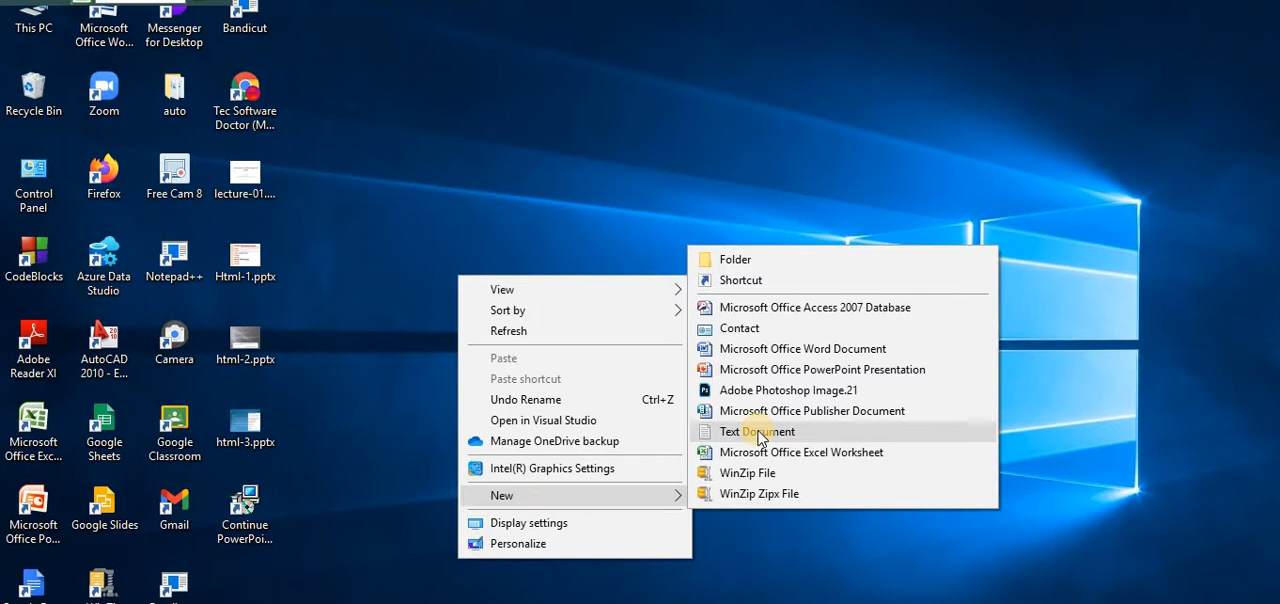 This PC
Microsoft
Office Wo...
Messenger
for Desktop
Bandicut
Recycle Bin
Zoom
auto
Tec Software
Doctor (M...
Control
Panel
Firefox
Free Cam 8
lecture-01....
CodeBlocks
Azure Data
Studio
Notepad++
Html-1.pptx
Adobe
Reader XI
AutoCAD
2010 - E...
Camera
html-2.pptx
Microsoft
Office Exc...
Google
Sheets
Google
Classroom
html-3.pptx
Microsoft
Office Po...
Google Slides
Gmail
Continue
PowerPoi...
View
Sort by
Refresh
Paste
Paste shortcut
Undo Rename Ctrl+Z
Open in Visual Studio
Manage OneDrive backup
Intel(R) Graphics Settings
New
Display settings
Personalize
Folder
Shortcut
Microsoft Office Access 2007 Database
Contact
Microsoft Office Word Document
Microsoft Office PowerPoint Presentation
Adobe Photoshop Image.21
Microsoft Office Publisher Document
Text Document
Microsoft Office Excel Worksheet
WinZip File
WinZip Zipx File